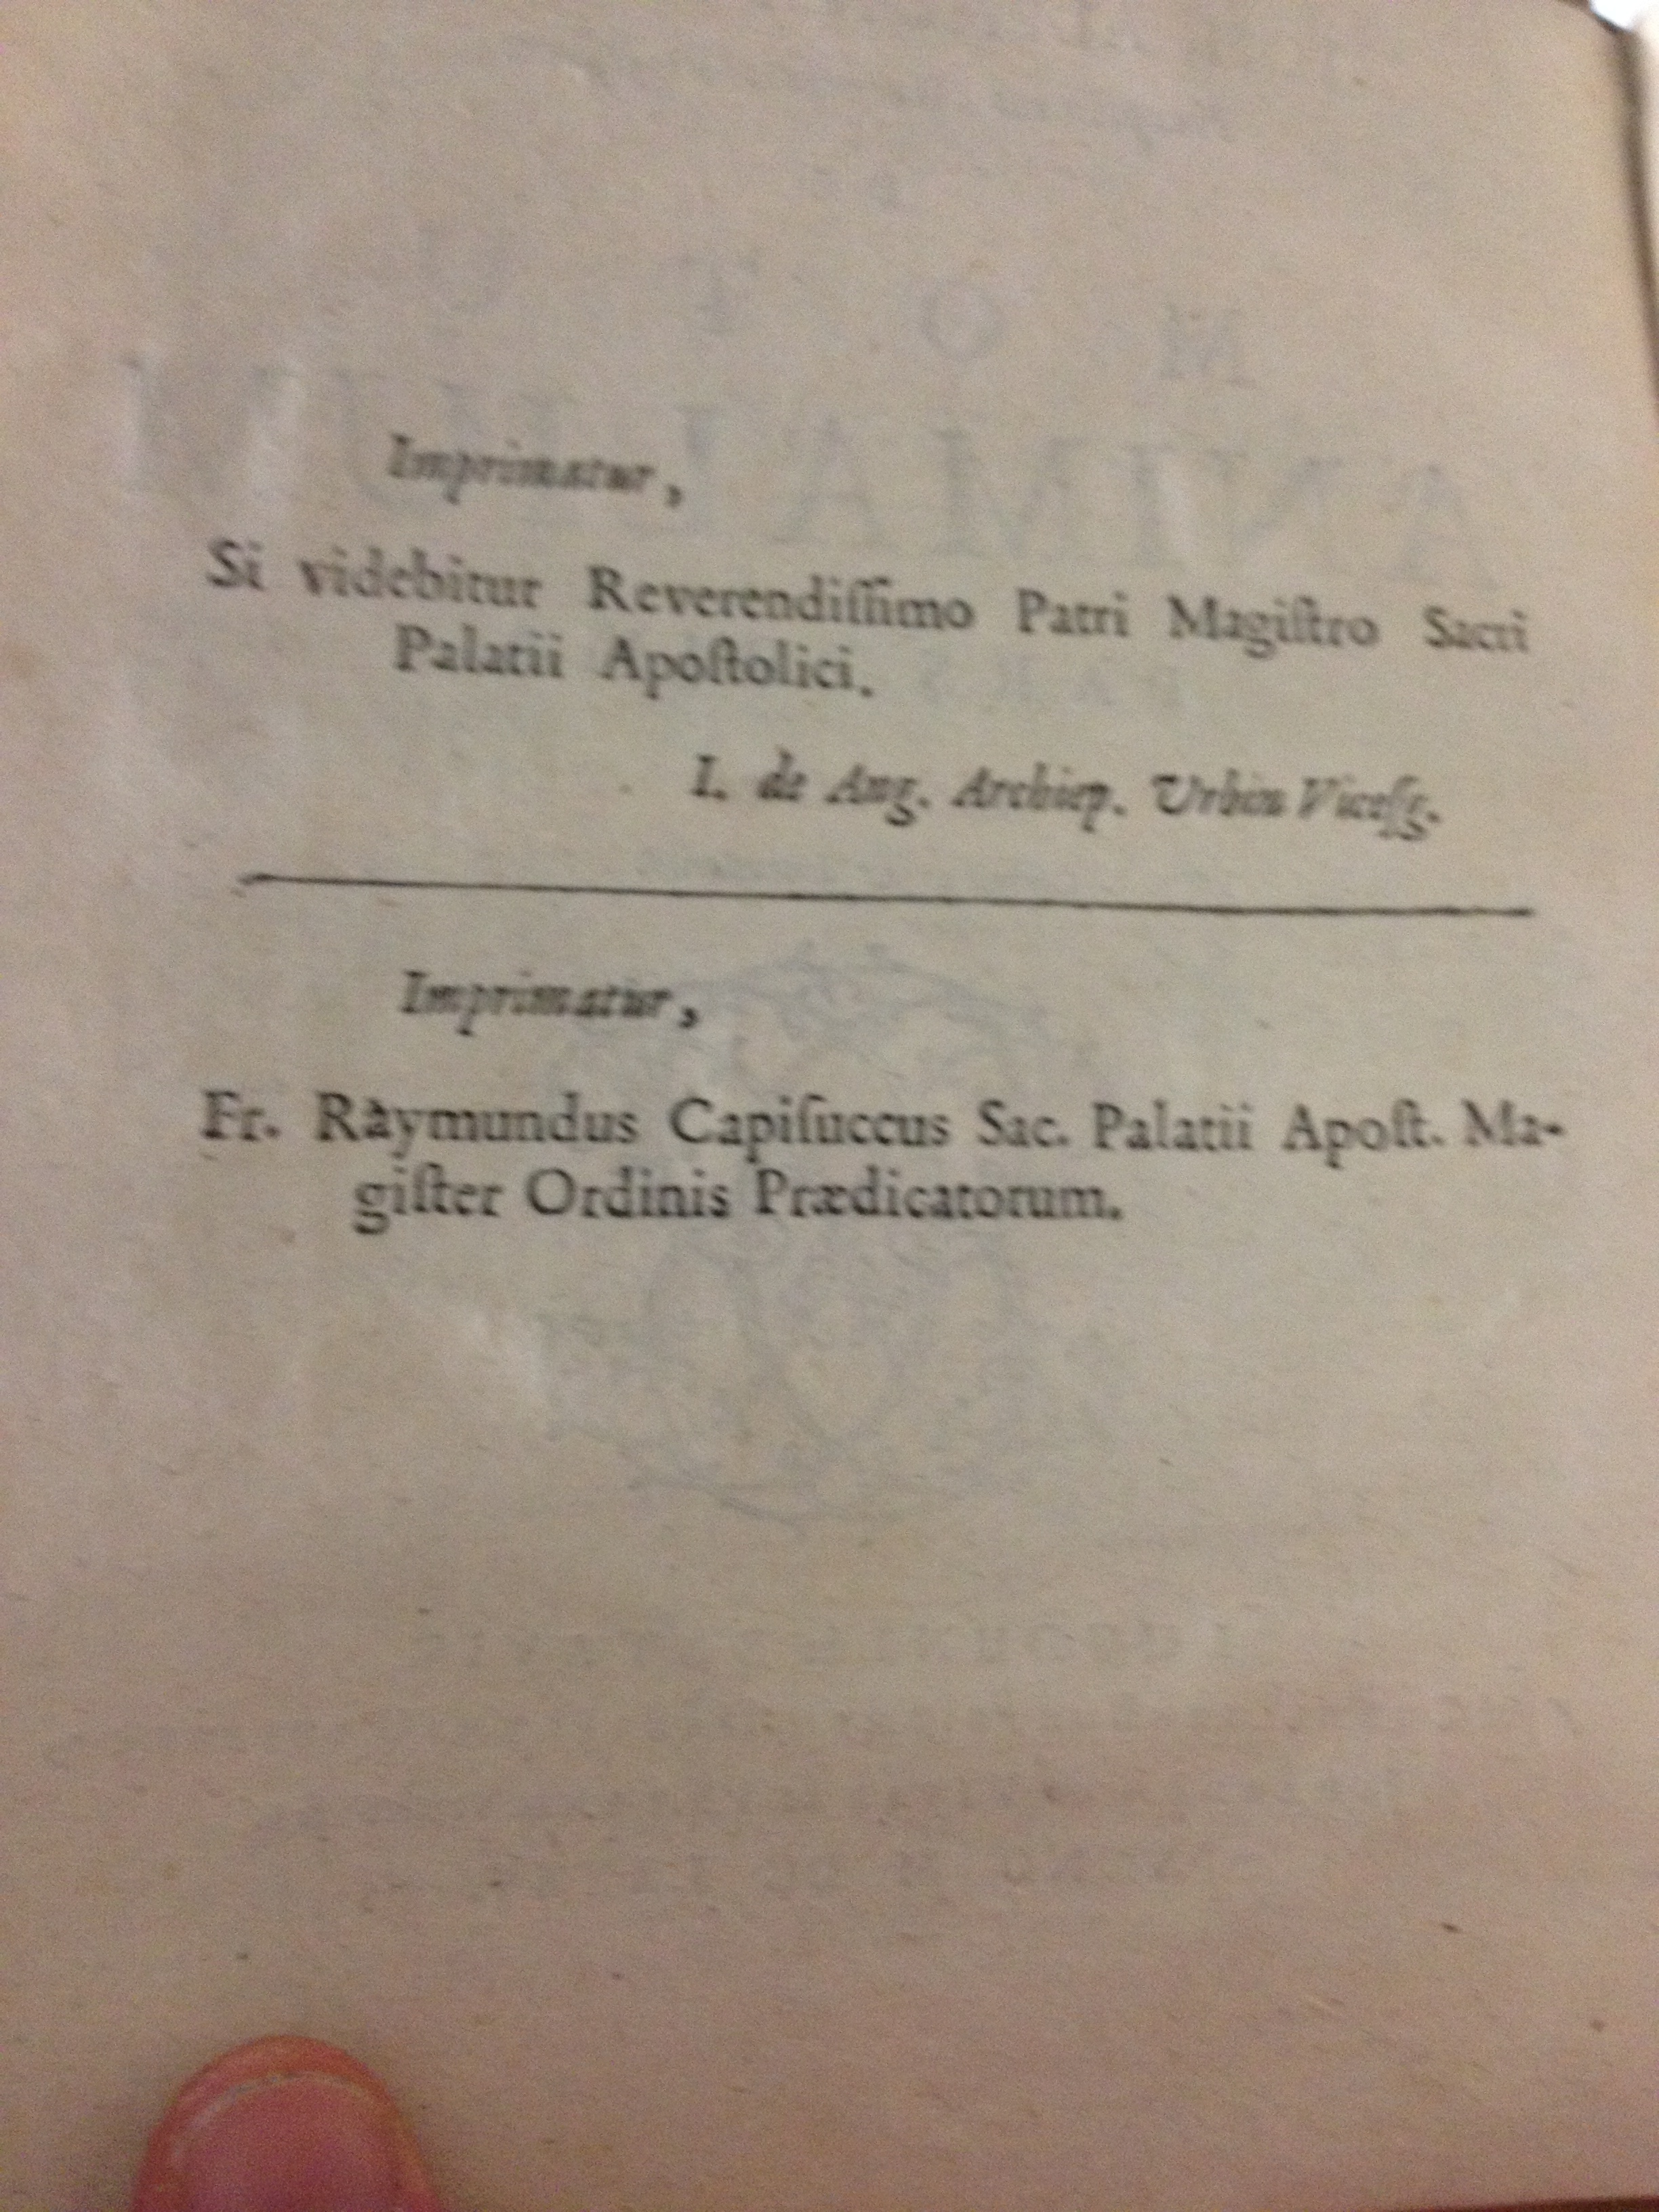 Imprimatur,
Si videbitur Reverendiſſimo Patri Magiſtro Sacri
Palatii Apoſtolici.
I. de Ang. Archiep. Urbin Viceſg.
Imprimatur,
Fr. Raymundus Capiſuccus Sac. Palatii Apoſt. Ma-
giſter Ordinis Prædicatorum.